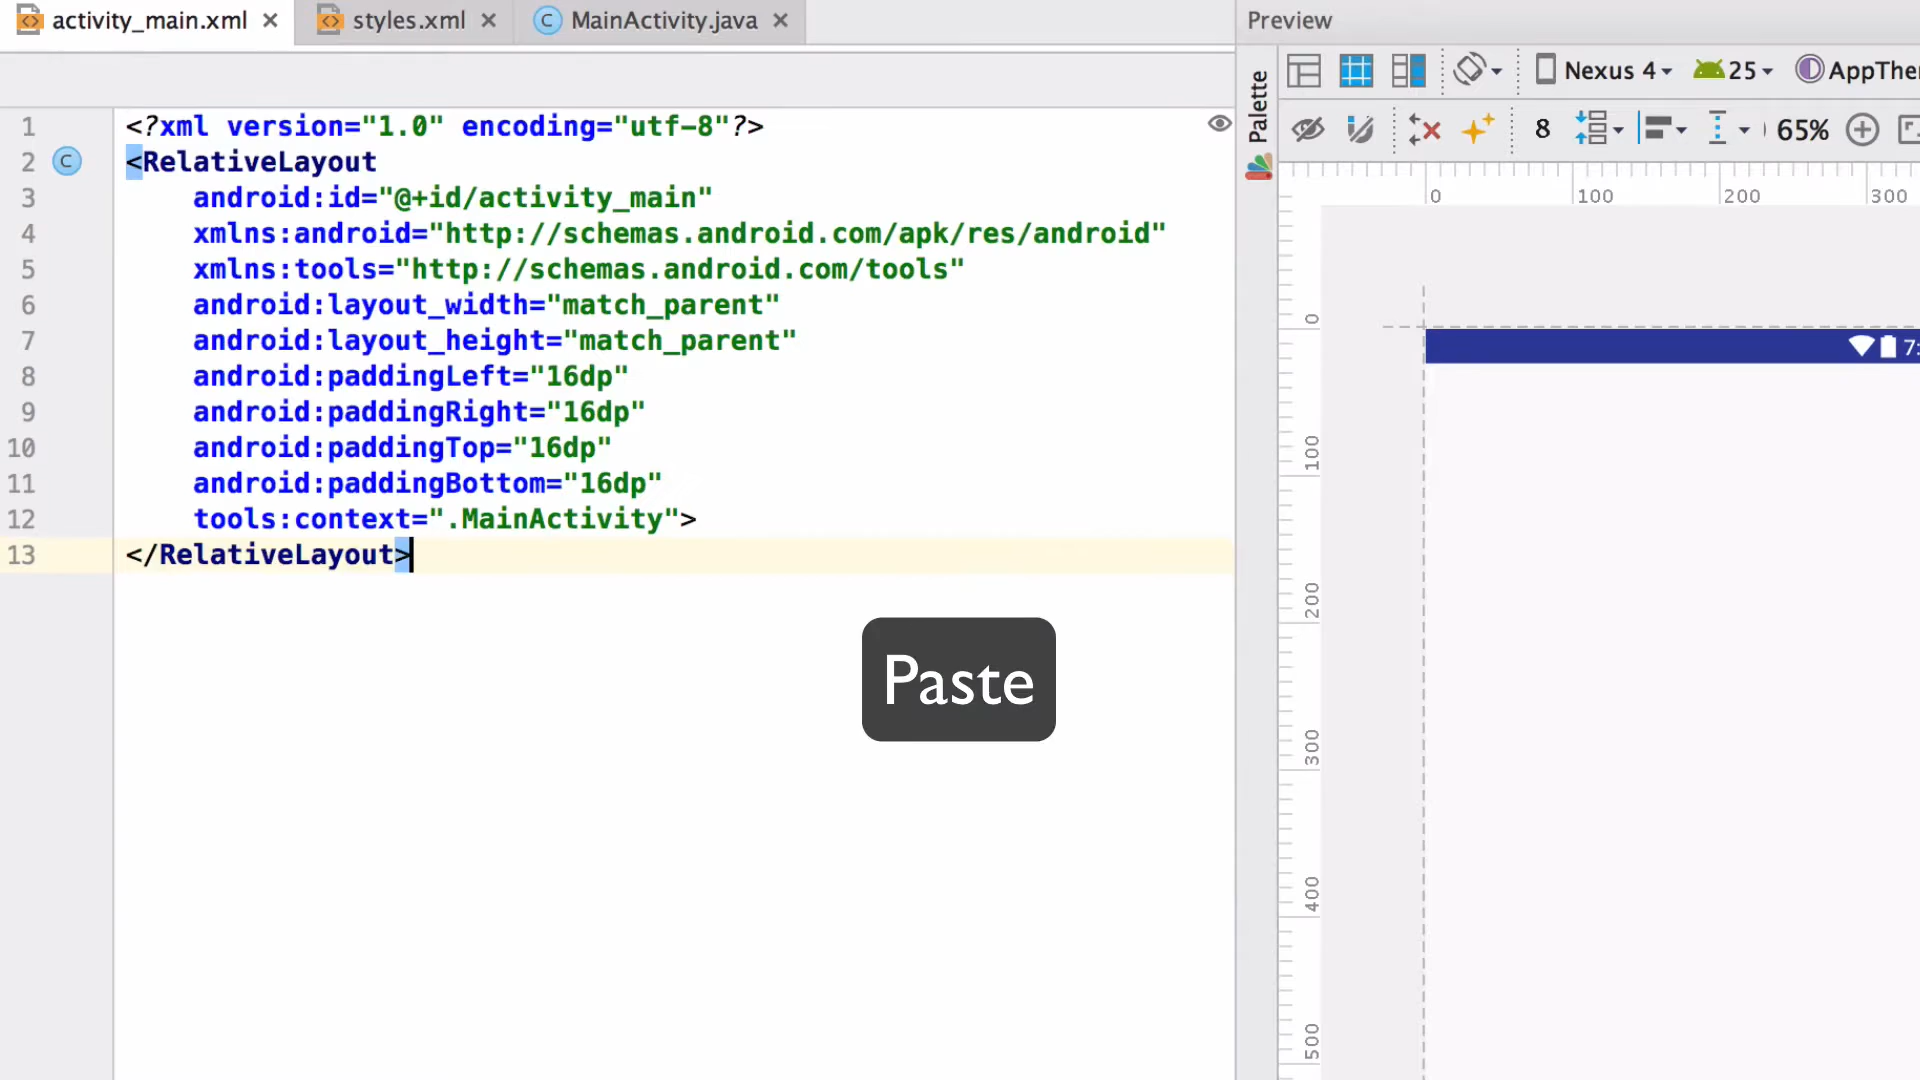 activity_main.xml
styles.xml
C MainActivity.java
Preview
Palette
Nexus 4
25
AppThe
8
65%
0
100
200
300
0
100
200
300
400
500
7:
1 <?xml version="1.0" encoding="utf-8"?>
2 C <RelativeLayout
3 android:id="@+id/activity_main"
4 xmlns:android="http://schemas.android.com/apk/res/android"
5 xmlns:tools="http://schemas.android.com/tools"
6 android:layout_width="match_parent"
7 android:layout_height="match_parent"
8 android:paddingLeft="16dp"
9 android:paddingRight="16dp"
10 android:paddingTop="16dp"
11 android:paddingBottom="16dp"
12 tools:context=".MainActivity">
13 </RelativeLayout>
Paste